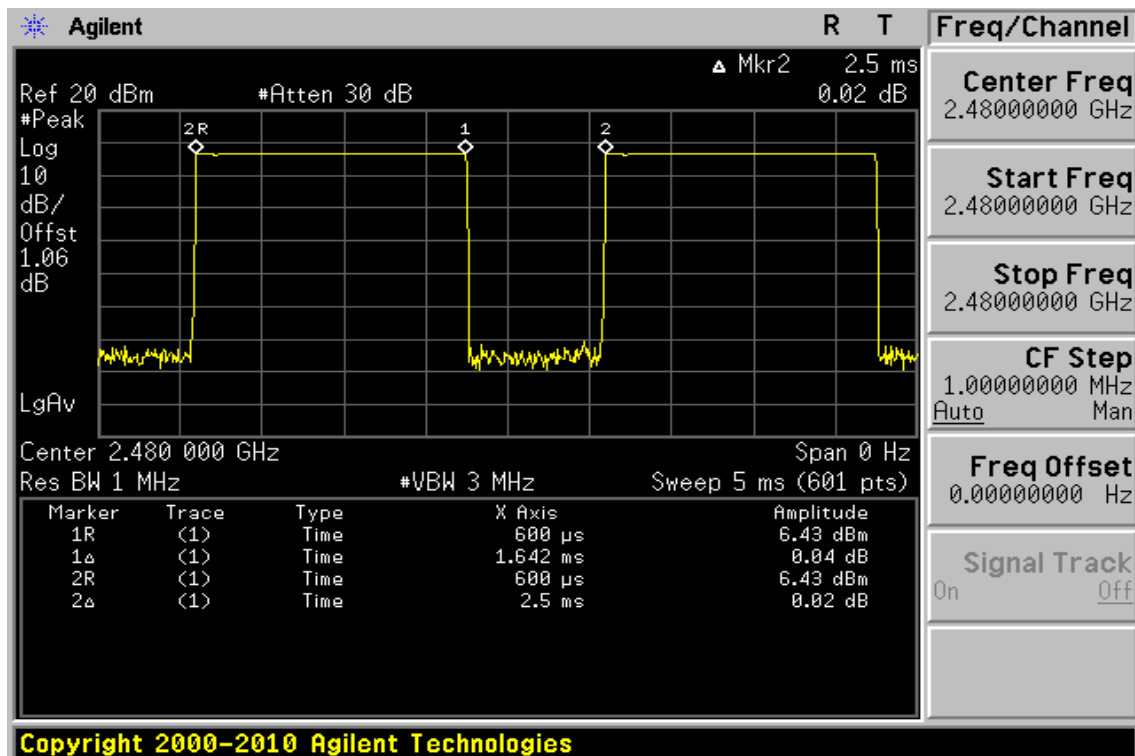 Agilent R T
Freq/Channel
Δ Mkr2 2.5 ms
Ref 20 dBm #Atten 30 dB 0.02 dB
#Peak
Log
10
dB/
Offst
1.06
dB
LgAv
2R 1 2
Center 2.480 000 GHz Span 0 Hz
Res BW 1 MHz #VBW 3 MHz Sweep 5 ms (601 pts)
Marker Trace Type X Axis Amplitude
1R (1) Time 600 µs 6.43 dBm
1Δ (1) Time 1.642 ms 0.04 dB
2R (1) Time 600 µs 6.43 dBm
2Δ (1) Time 2.5 ms 0.02 dB
Center Freq
2.48000000 GHz
Start Freq
2.48000000 GHz
Stop Freq
2.48000000 GHz
CF Step
1.00000000 MHz
Auto Man
Freq Offset
0.00000000 Hz
Signal Track
On Off
Copyright 2000-2010 Agilent Technologies